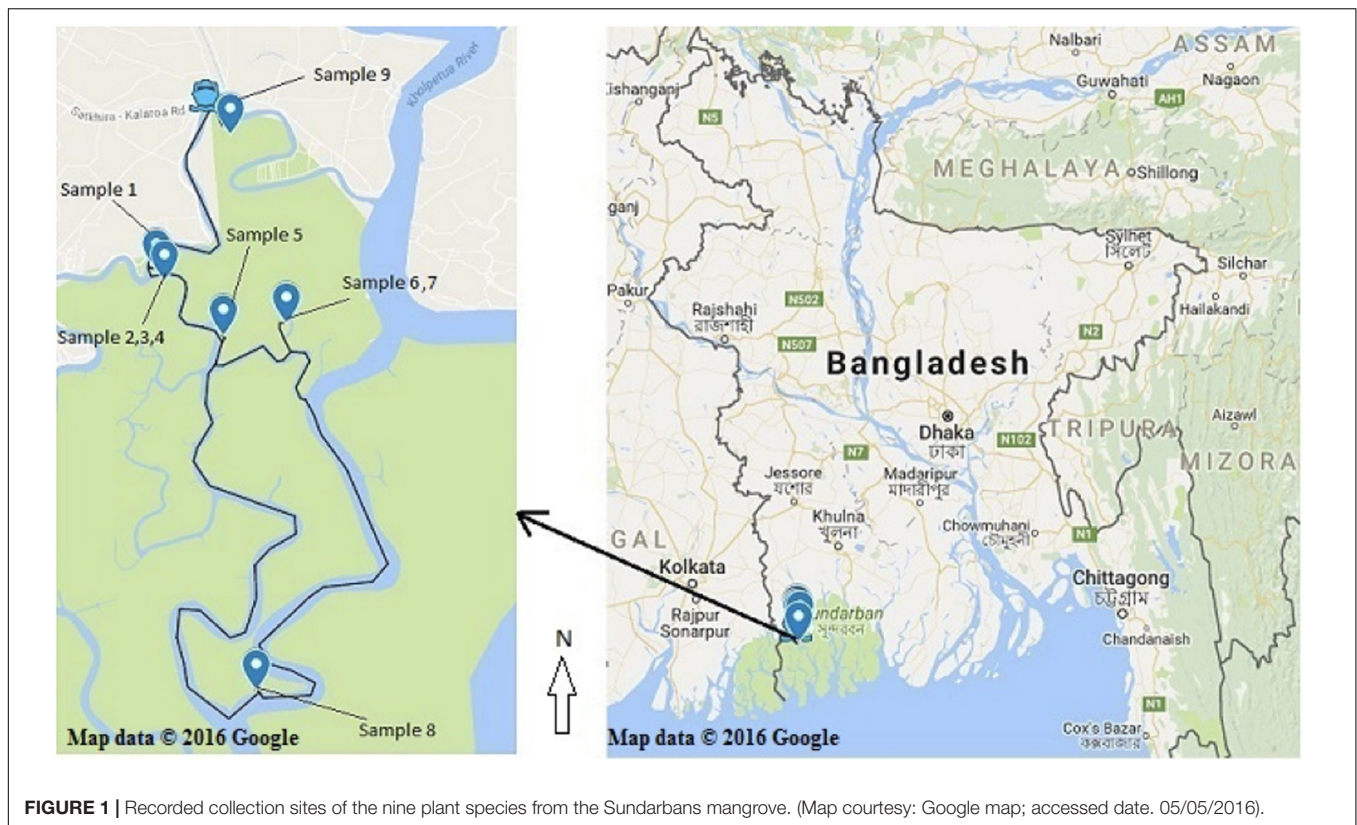 Sample 9
Kholpetua River
Satkhira - Kalaroa Rd
Sample 1
Sample 5
Sample 6,7
Sample 2,3,4
Sample 8
Map data © 2016 Google
N
Nalbari
ASSAM
Guwahati
Nagaon
AH1
Kishanganj
N5
MEGHALAYA
Shillong
ganj
Sylhet
সিলেট
Silchar
Pakur
Hailakandi
Rajshahi
রাজশাহী
N502
N2
N507
Bangladesh
Dhaka
ঢাকা
N102
TRIPURA
Aizawl
MIZORA
N7
Jessore
যশোর
Madaripur
মাদারীপুর
Khulna
খুলনা
Chowmuhani
চৌমুহনী
N1
GAL
Kolkata
Rajpur
Sonarpur
Chittagong
চট্টগ্রাম
undarban
সুন্দরবন
Chandanaish
N1
Cox's Bazar
কক্সবাজার
Map data © 2016 Google
FIGURE 1 | Recorded collection sites of the nine plant species from the Sundarbans mangrove. (Map courtesy: Google map; accessed date. 05/05/2016).